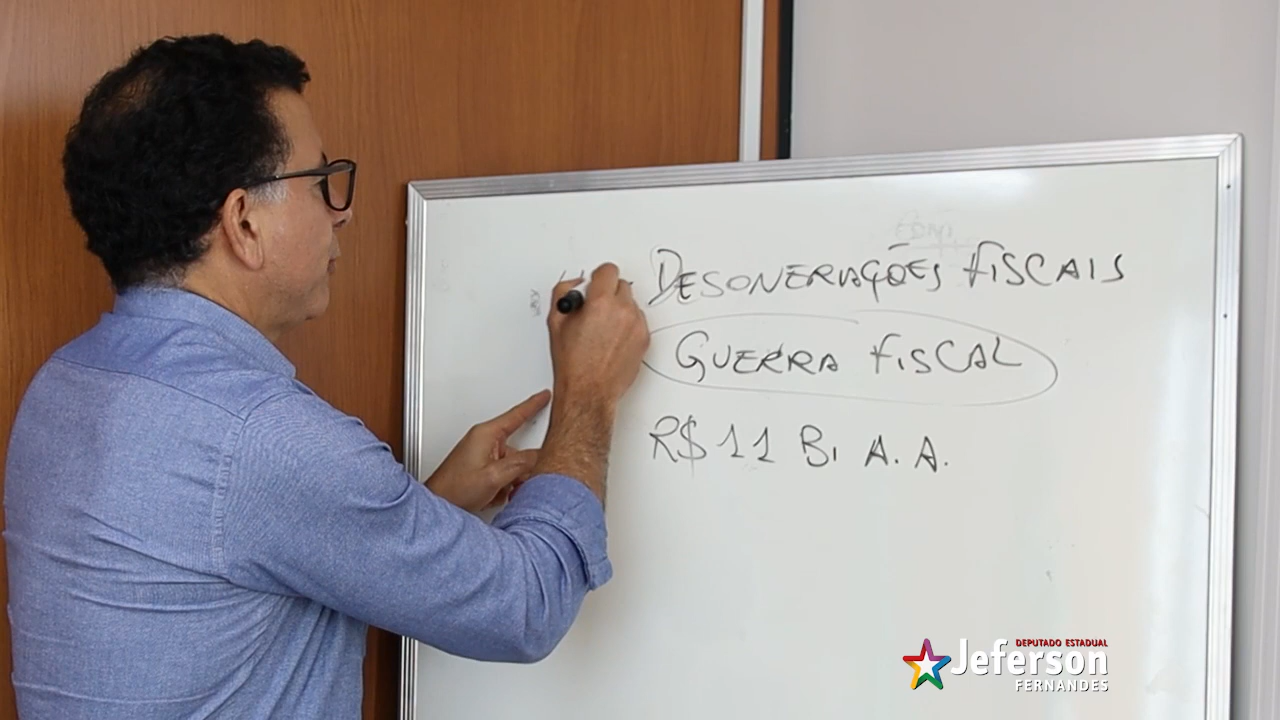 DESONERAÇÕES FISCAIS
GUERRA FISCAL
R$ 11 BI A.A.
DEPUTADO ESTADUAL
Jeferson
FERNANDES